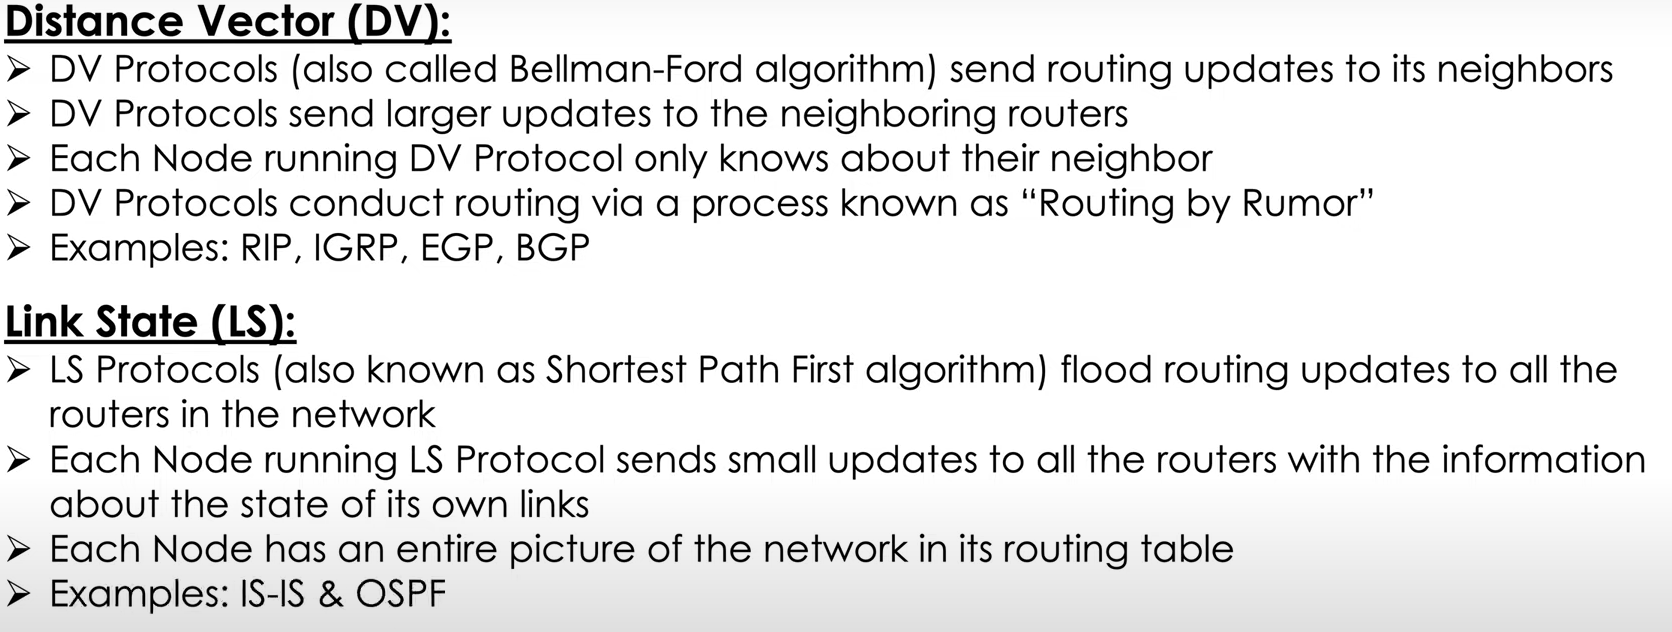 Distance Vector (DV):
➢ DV Protocols (also called Bellman-Ford algorithm) send routing updates to its neighbors
➢ DV Protocols send larger updates to the neighboring routers
➢ Each Node running DV Protocol only knows about their neighbor
➢ DV Protocols conduct routing via a process known as “Routing by Rumor”
➢ Examples: RIP, IGRP, EGP, BGP
Link State (LS):
➢ LS Protocols (also known as Shortest Path First algorithm) flood routing updates to all the
routers in the network
➢ Each Node running LS Protocol sends small updates to all the routers with the information
about the state of its own links
➢ Each Node has an entire picture of the network in its routing table
➢ Examples: IS-IS & OSPF